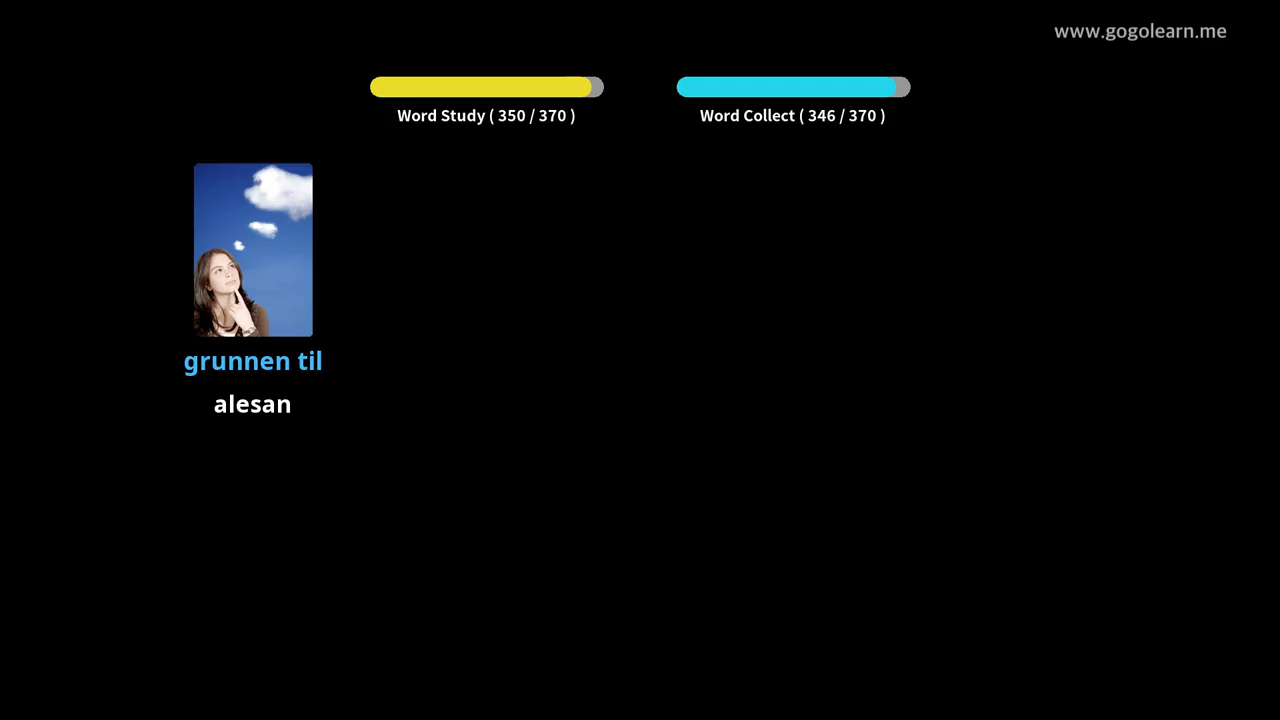 www.gogolearn.me
Word Study ( 350 / 370 )
Word Collect ( 346 / 370 )
grunnen til
alesan